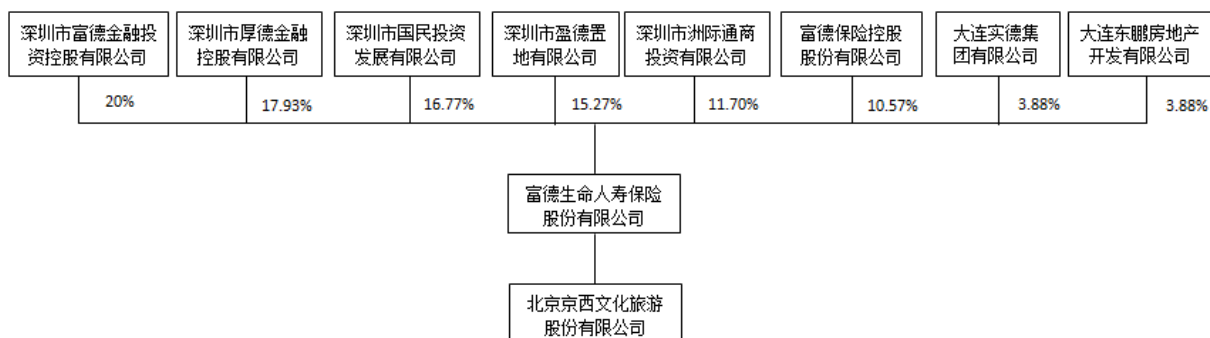 深圳市富德金融投
资控股有限公司
深圳市厚德金融
控股有限公司
深圳市国民投资
发展有限公司
深圳市盈德置
地有限公司
深圳市洲际通商
投资有限公司
富德保险控股
股份有限公司
大连实德集
团有限公司
大连东鹏房地产
开发有限公司
20%
17.93%
16.77%
15.27%
11.70%
10.57%
3.88%
3.88%
富德生命人寿保险
股份有限公司
北京京西文化旅游
股份有限公司